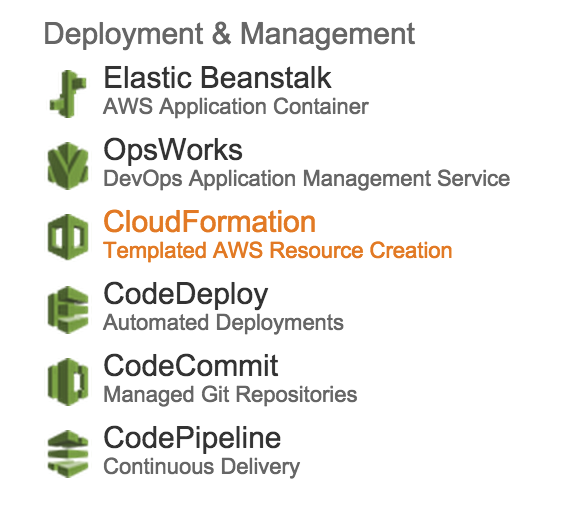 Deployment & Management
Elastic Beanstalk
AWS Application Container
OpsWorks
DevOps Application Management Service
CloudFormation
Templated AWS Resource Creation
CodeDeploy
Automated Deployments
CodeCommit
Managed Git Repositories
CodePipeline
Continuous Delivery